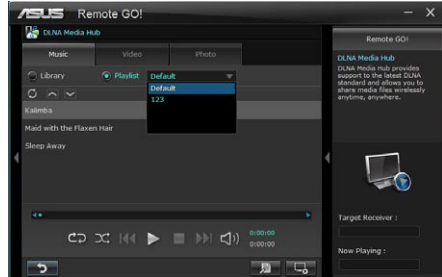 ASUS Remote GO!
DLNA Media Hub
Music Video Photo
Library Playlist Default
Default
123
Kalimba
Maid with the Flaxen Hair
Sleep Away
0:00:00
0:00:00
Remote GO!
DLNA Media Hub
DLNA Media Hub provides
support to the latest DLNA
standard and allows you to
share media files wirelessly
anytime, anywhere.
Target Receiver :
Now Playing :